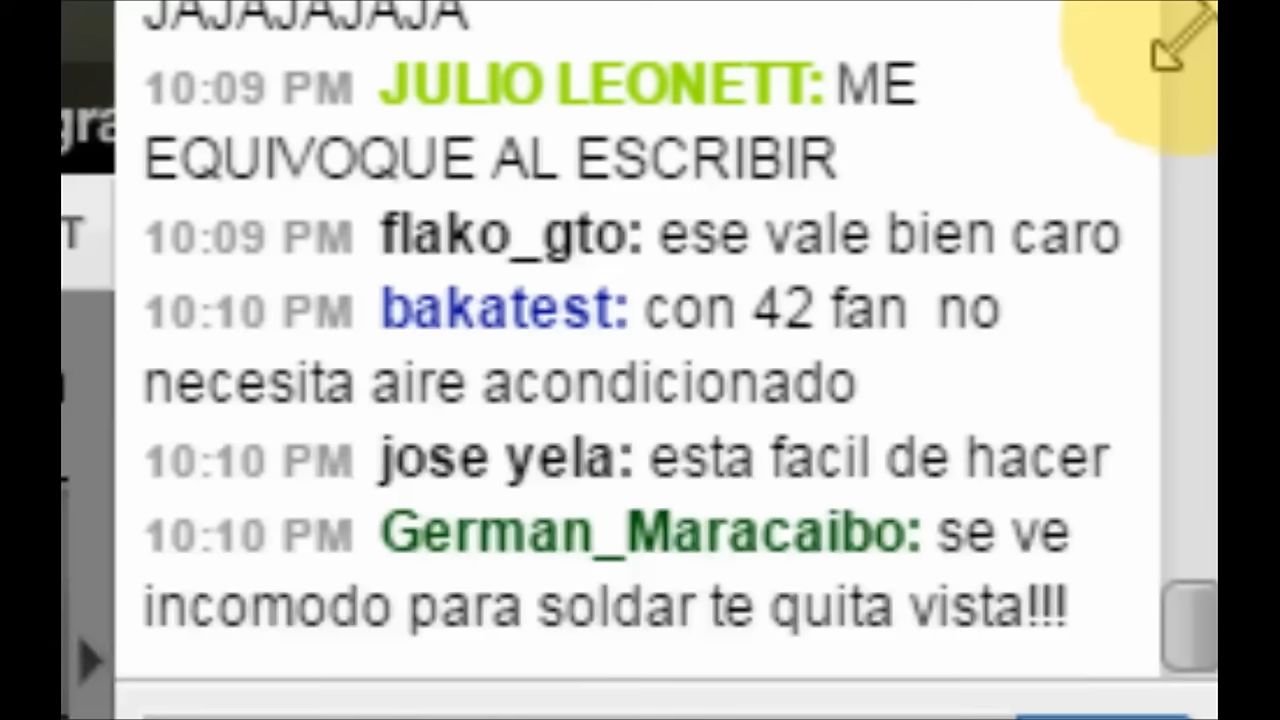 JAJAJAJAJA
10:09 PM JULIO LEONETT: ME
EQUIVOQUE AL ESCRIBIR
10:09 PM flako_gto: ese vale bien caro
10:10 PM bakatest: con 42 fan no
necesita aire acondicionado
10:10 PM jose yela: esta facil de hacer
10:10 PM German_Maracaibo: se ve
incomodo para soldar te quita vista!!!
gra
T